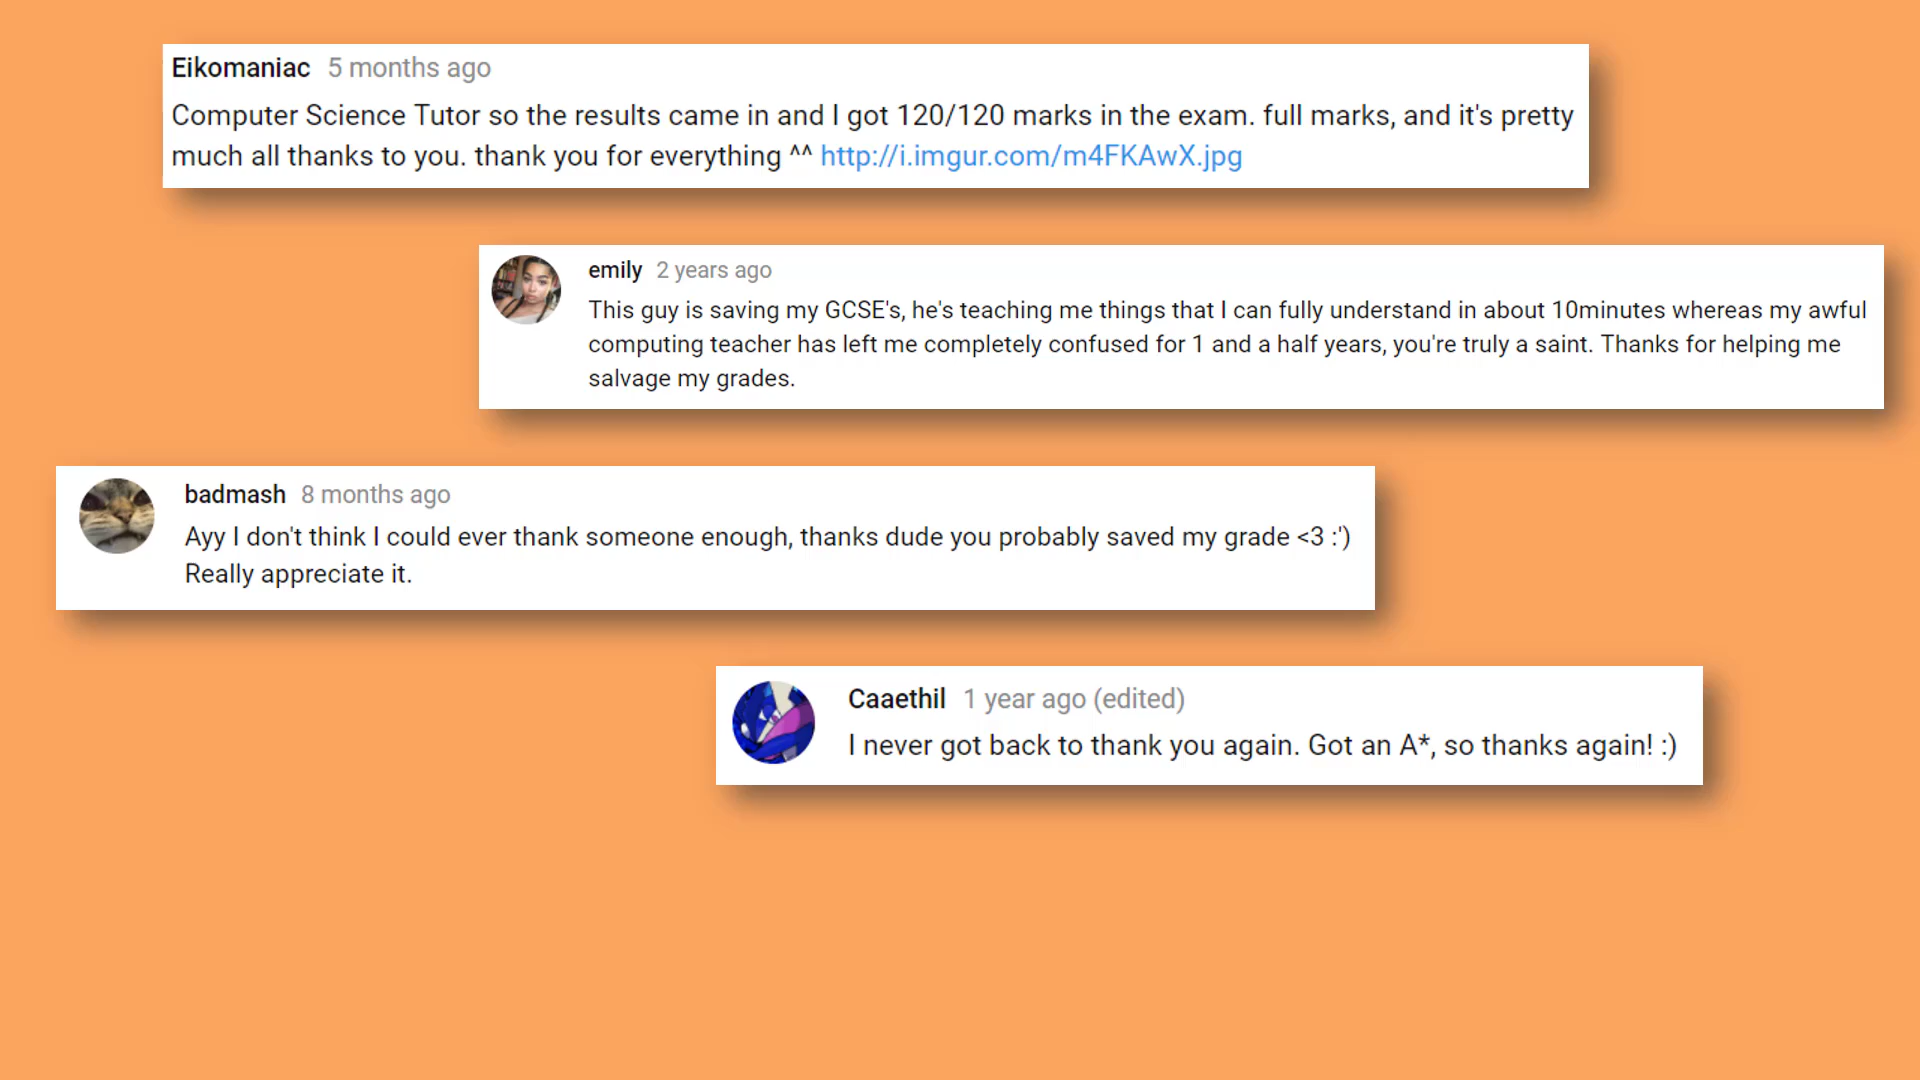 Eikomaniac 5 months ago
Computer Science Tutor so the results came in and I got 120/120 marks in the exam. full marks, and it's pretty
much all thanks to you. thank you for everything ^^ http://i.imgur.com/m4FKAwX.jpg
emily 2 years ago
This guy is saving my GCSE's, he's teaching me things that I can fully understand in about 10minutes whereas my awful
computing teacher has left me completely confused for 1 and a half years, you're truly a saint. Thanks for helping me
salvage my grades.
badmash 8 months ago
Ayy I don't think I could ever thank someone enough, thanks dude you probably saved my grade <3 :')
Really appreciate it.
Caaethil 1 year ago (edited)
I never got back to thank you again. Got an A*, so thanks again! :)